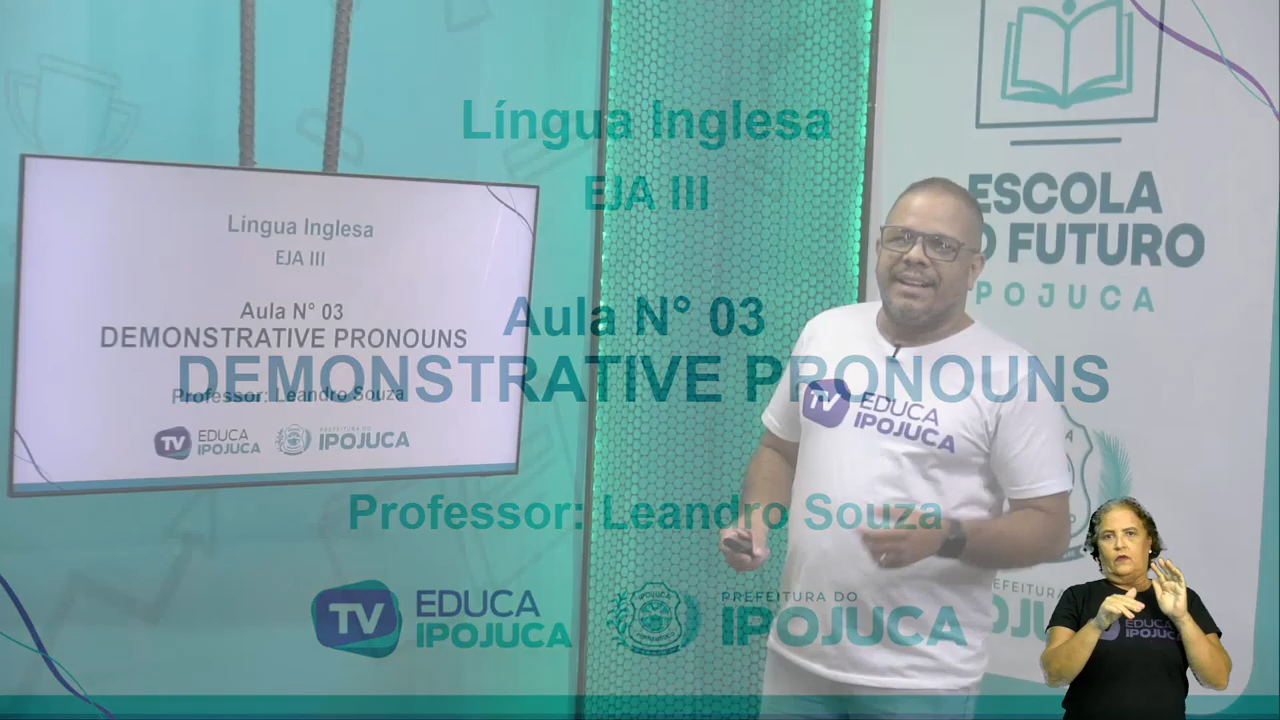 Língua Inglesa
EJA III
Aula N° 03
DEMONSTRATIVE PRONOUNS
Professor: Leandro Souza
TV EDUCA
IPOJUCA
PREFEITURA DO
IPOJUCA
Língua Inglesa
EJA III
Aula N° 03
DEMONSTRATIVE PRONOUNS
Professor: Leandro Souza
TV EDUCA
IPOJUCA
IPOJUCA
PREFEITURA DO
IPOJUCA
ESCOLA
FUTURO
TV EDUCA
IPOJUCA
EDUCA
IPOJUCA